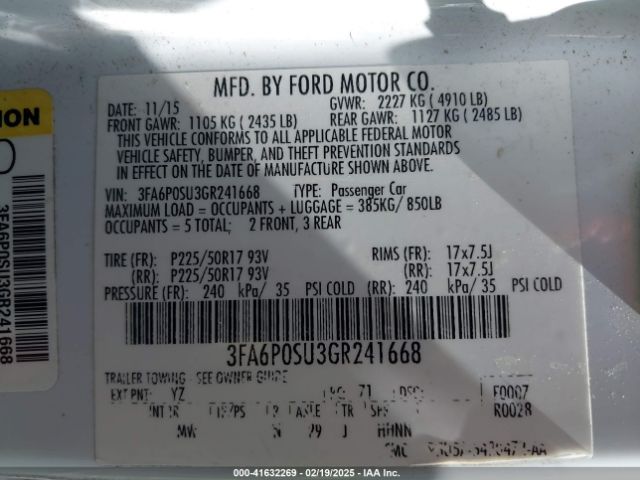 MFD. BY FORD MOTOR CO.
DATE: 11/15 GVWR: 2227 KG ( 4910 LB)
FRONT GAWR: 1105 KG ( 2435 LB) REAR GAWR: 1127 KG ( 2485 LB)
THIS VEHICLE CONFORMS TO ALL APPLICABLE FEDERAL MOTOR
VEHICLE SAFETY, BUMPER, AND THEFT PREVENTION STANDARDS
IN EFFECT ON THE DATE OF MANUFACTURE SHOWN ABOVE.
VIN: 3FA6P0SU3GR241668 TYPE: Passenger Car
MAXIMUM LOAD = OCCUPANTS + LUGGAGE = 385KG/ 850LB
OCCUPANTS = 5 TOTAL; 2 FRONT, 3 REAR
TIRE (FR): P225/50R17 93V RIMS (FR): 17x7.5J
(RR): P225/50R17 93V (RR): 17x7.5J
PRESSURE (FR): 240 kPa/ 35 PSI COLD (RR): 240 kPa/ 35 PSI COLD
3FA6P0SU3GR241668
TRAILER TOWING - SEE OWNER GUIDE
EXT PNT: YZ 71 DSO: F0007
R0028
3FA6P0SU3GR241668
000-41632269 - 02/19/2025 - IAA Inc.